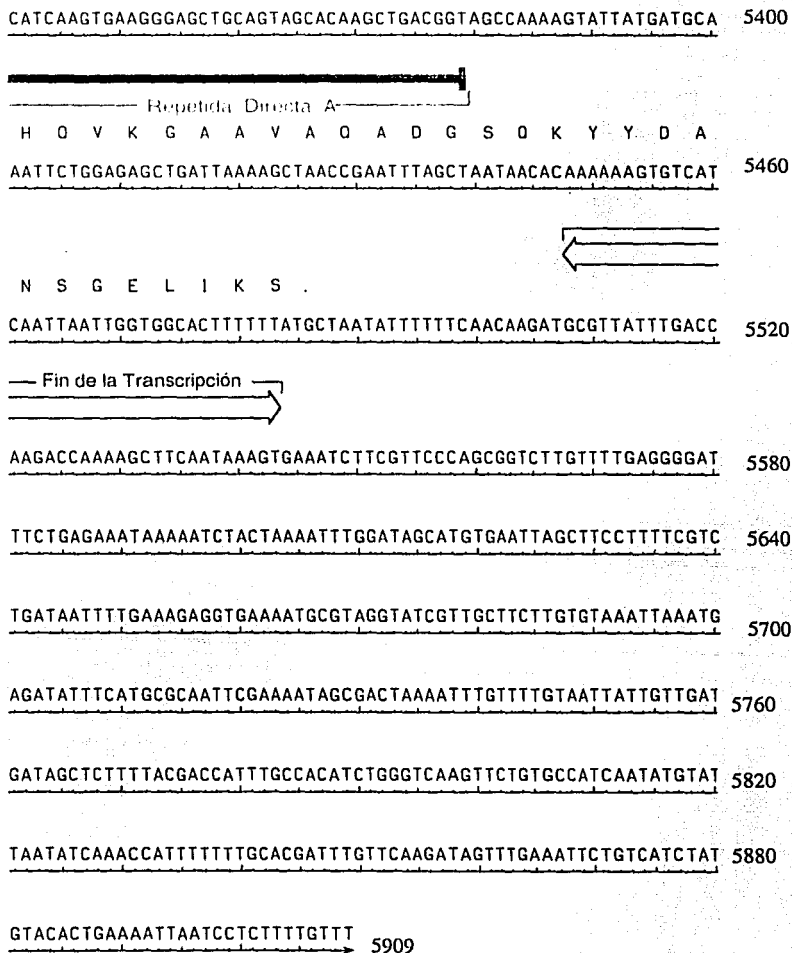 CATCAAGTGAAGGGAGCTGCAGTAGCACAAGCTGACGGTAGCCAAAAGTATTATGATGCA 5400
Repetida Directa A
H Q V K G A A V A Q A D G S Q K Y Y D A
AATTCTGGAGAGCTGATTAAAAGCTAACCGAATTTAGCTAATAACACAAAAAAGTGTCAT 5460
N S G E L I K S .
CAATTAATTGGTGGCACTTTTTTATGCTAATATTTTTTCAACAAGATGCGTTATTTGACC 5520
Fin de la Transcripción
AAGACCAAAAGCTTCAATAAAGTGAAATCTTCGTTCCCAGCGGTCTTGTTTTGAGGGGAT 5580
TTCTGAGAAATAAAAATCTACTAAAATTTGGATAGCATGTGAATTAGCTTCCTTTTCGTC 5640
TGATAATTTTGAAAGAGGTGAAAATGCGTAGGTATCGTTGCTTCTTGTGTAAATTAAATG 5700
AGATATTTCATGCGCAATTCGAAAATAGCGACTAAAATTTGTTTTGTAATTATTGTTGAT 5760
GATAGCTCTTTTACGACCATTTGCCACATCTGGGTCAAGTTCTGTGCCATCAATATGTAT 5820
TAATATCAAACCATTTTTTTGCACGATTTGTTCAAGATAGTTTGAAATTCTGTCATCTAT 5880
GTACACTGAAAATTAATCCTCTTTTGTTT 5909